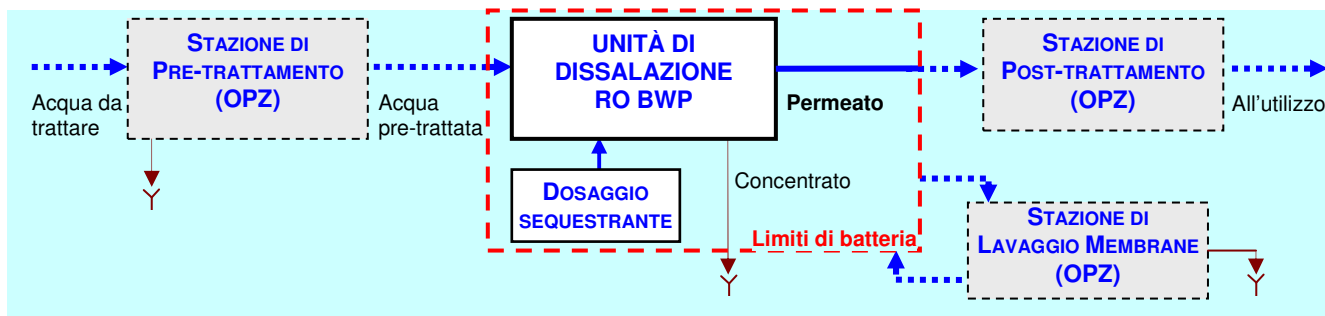 STAZIONE DI
PRE-TRATTAMENTO
(OPZ)
Acqua da
trattare
Acqua
pre-trattata
UNITÀ DI
DISSALAZIONE
RO BWP
DOSAGGIO
SEQUESTRANTE
Permeato
Concentrato
Limiti di batteria
STAZIONE DI
POST-TRATTAMENTO
(OPZ)
All'utilizzo
STAZIONE DI
LAVAGGIO MEMBRANE
(OPZ)